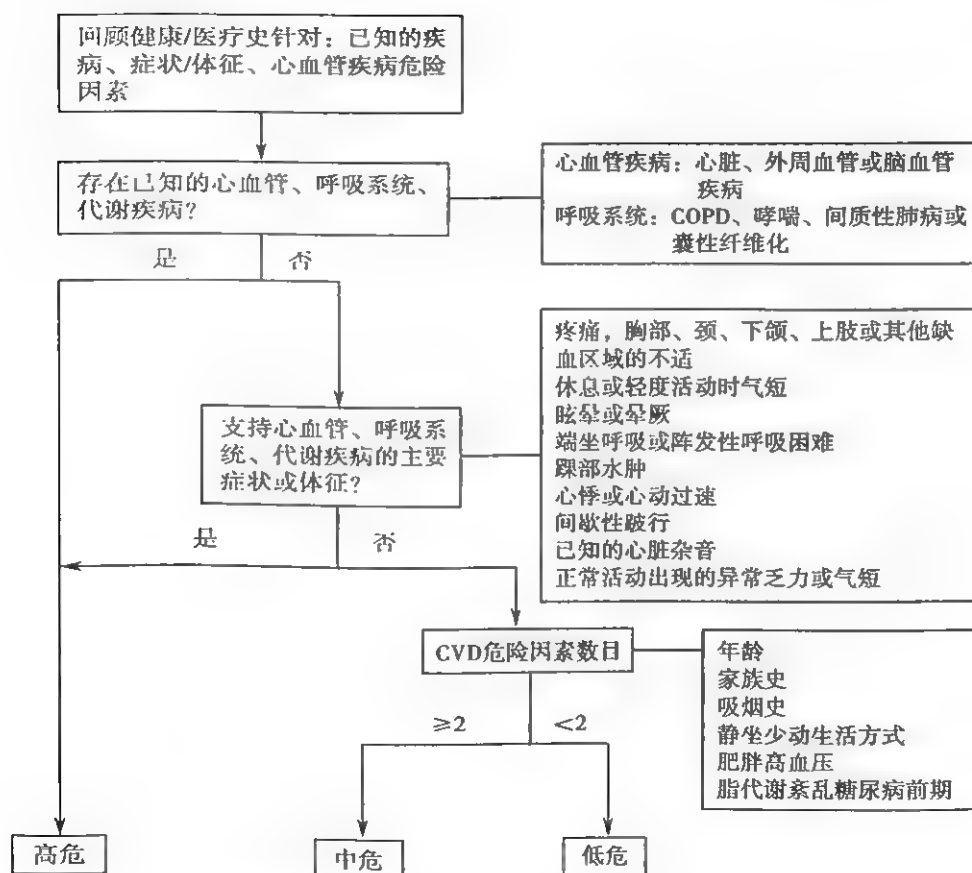 回顾健康/医疗史针对：已知的疾
病、症状/体征、心血管疾病危险
因素
存在已知的心血管、呼吸系统、
代谢疾病？
心血管疾病：心脏、外周血管或脑血管
疾病
呼吸系统：COPD、哮喘、间质性肺病或
囊性纤维化
是
否
支持心血管、呼吸系
统、代谢疾病的主要
症状或体征？
疼痛，胸部、颈、下颌、上肢或其他缺
血区域的不适
休息或轻度活动时气短
眩晕或晕厥
端坐呼吸或阵发性呼吸困难
踝部水肿
心悸或心动过速
间歇性跛行
已知的心脏杂音
正常活动出现的异常乏力或气短
是
否
CVD危险因素数目
年龄
家族史
吸烟史
静坐少动生活方式
肥胖高血压
脂代谢紊乱糖尿病前期
≥2
<2
高危
中危
低危